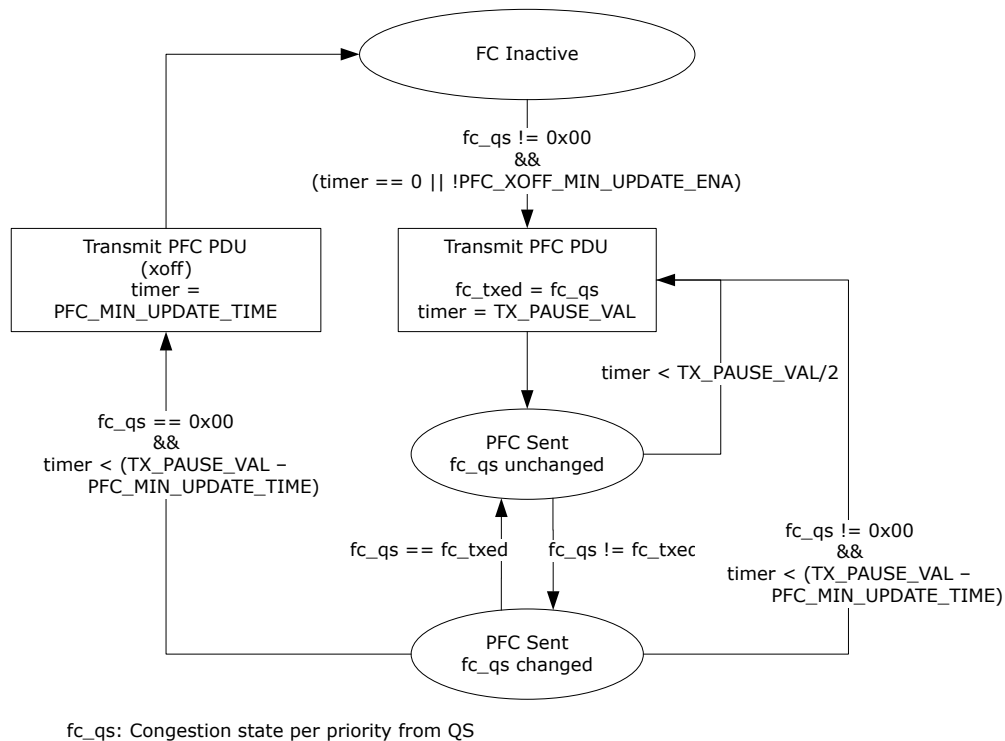 FC Inactive
fc_qs != 0x00
&&
(timer == 0 || !PFC_XOFF_MIN_UPDATE_ENA)
Transmit PFC PDU
(xoff)
timer =
PFC_MIN_UPDATE_TIME
Transmit PFC PDU
fc_txed = fc_qs
timer = TX_PAUSE_VAL
timer < TX_PAUSE_VAL/2
fc_qs == 0x00
&&
timer < (TX_PAUSE_VAL –
PFC_MIN_UPDATE_TIME)
PFC Sent
fc_qs unchanged
fc_qs == fc_txed
fc_qs != fc_txed
fc_qs != 0x00
&&
timer < (TX_PAUSE_VAL –
PFC_MIN_UPDATE_TIME)
PFC Sent
fc_qs changed
fc_qs: Congestion state per priority from QS